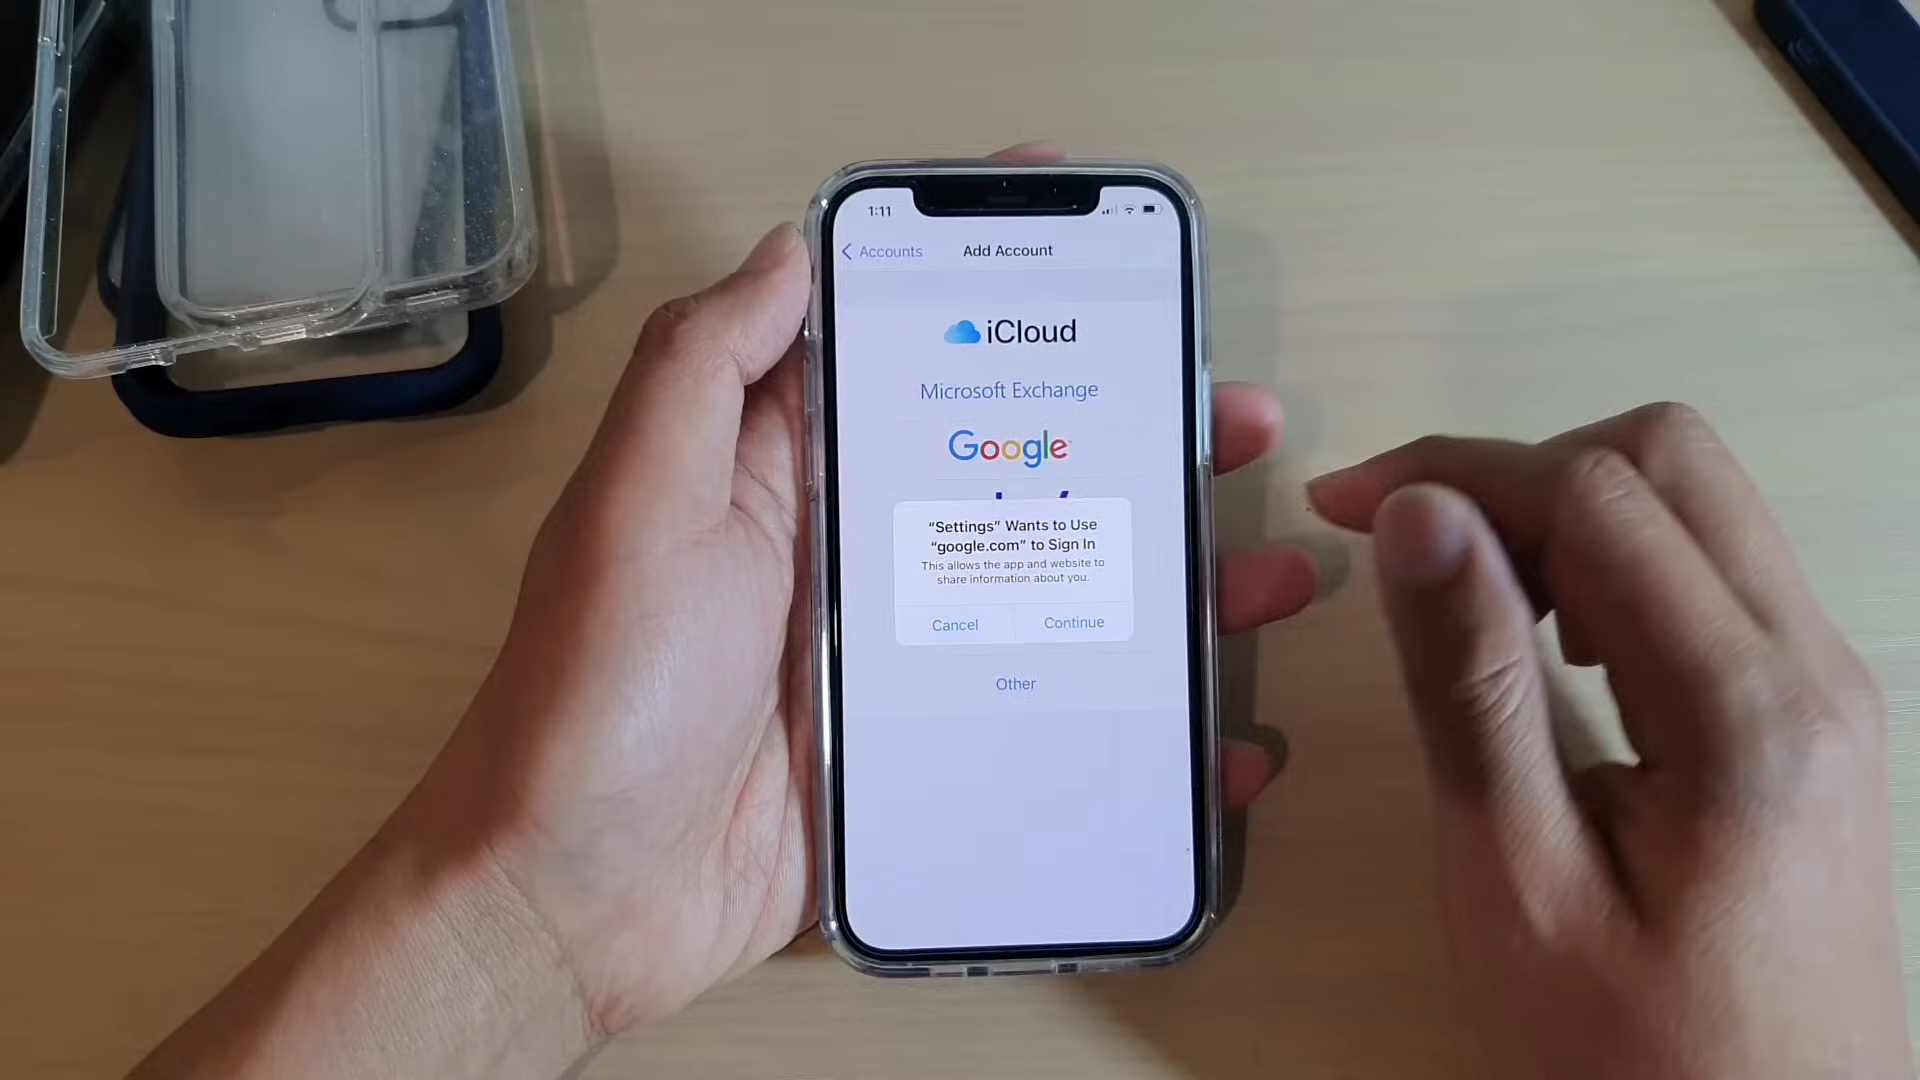 1:11
Accounts
Add Account
iCloud
Microsoft Exchange
Google
“Settings” Wants to Use
“google.com” to Sign In
This allows the app and website to
share information about you.
Cancel
Continue
Other